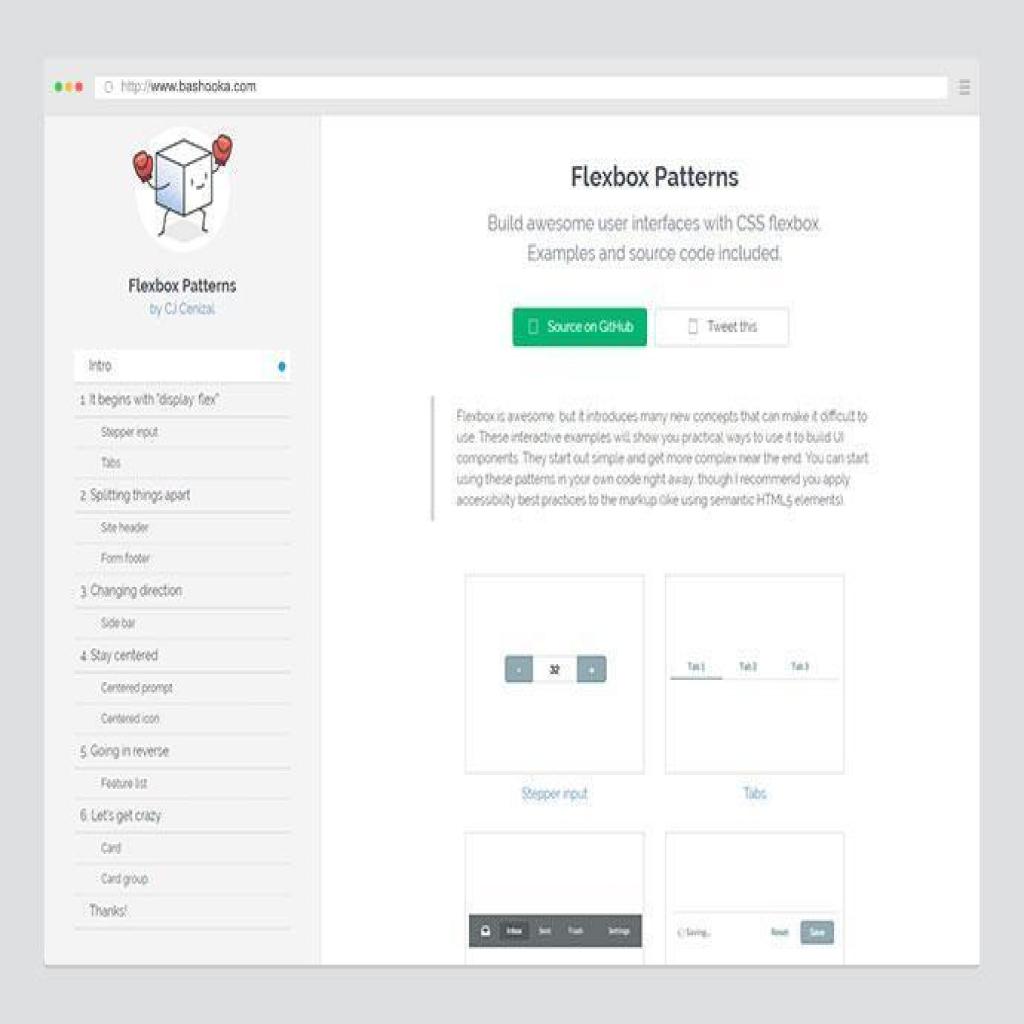 http://www.bashooka.com
Flexbox Patterns
by CJ Cenizal
Intro
1. It begins with "display: flex"
Stepper input
Tabs
2. Splitting things apart
Site header
Form footer
3. Changing direction
Side bar
4. Stay centered
Centered prompt
Centered icon
5. Going in reverse
Feature list
6. Let's get crazy
Card
Card group
Thanks!
Flexbox Patterns
Build awesome user interfaces with CSS flexbox.
Examples and source code included.
Source on GitHub
Tweet this
Flexbox is awesome, but it introduces many new concepts that can make it difficult to
use. These interactive examples will show you practical ways to use it to build UI
components. They start out simple and get more complex near the end. You can start
using these patterns in your own code right away, though I recommend you apply
accessibility best practices to the markup (like using semantic HTML5 elements).
- 32 +
Tab 1 Tab 2 Tab 3
Stepper input
Tabs
Inbox Sent Trash Settings
Saving... Reset Save